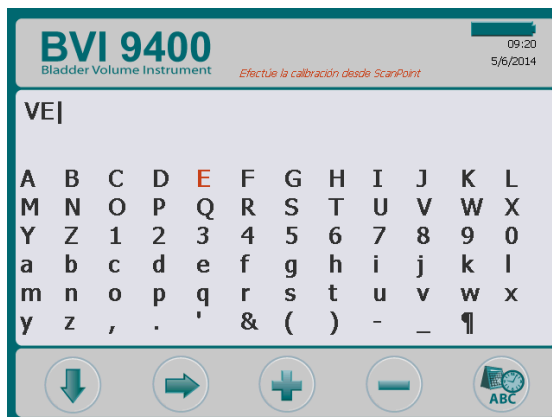 BVI 9400
Bladder Volume Instrument
Efectúe la calibración desde ScanPoint
09:20
5/6/2014
VE|
A B C D E F G H I J K L
M N O P Q R S T U V W X
Y Z 1 2 3 4 5 6 7 8 9 0
a b c d e f g h i j k l
m n o p q r s t u v w x
y z , . ' & ( ) - _ ¶
ABC